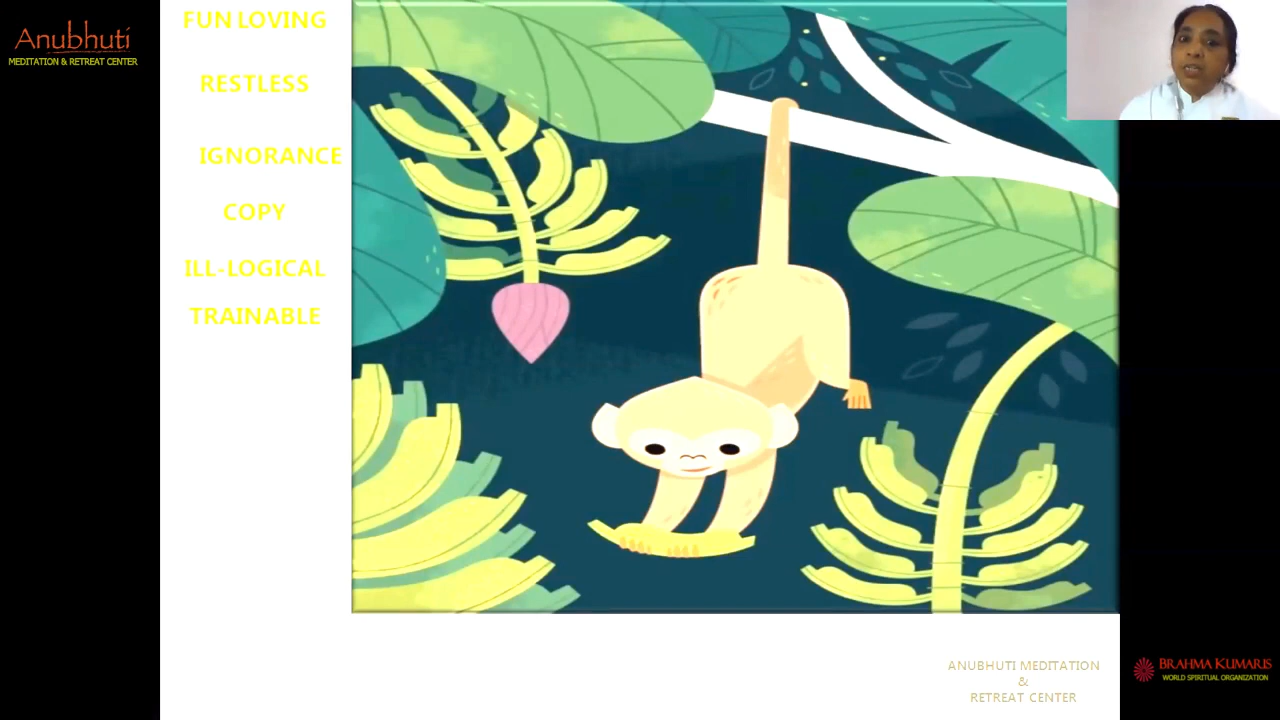 Anubhuti
MEDITATION & RETREAT CENTER
FUN LOVING
RESTLESS
IGNORANCE
COPY
ILL-LOGICAL
TRAINABLE
ANUBHUTI MEDITATION
&
RETREAT CENTER
BRAHMA KUMARIS
WORLD SPIRITUAL ORGANIZATION